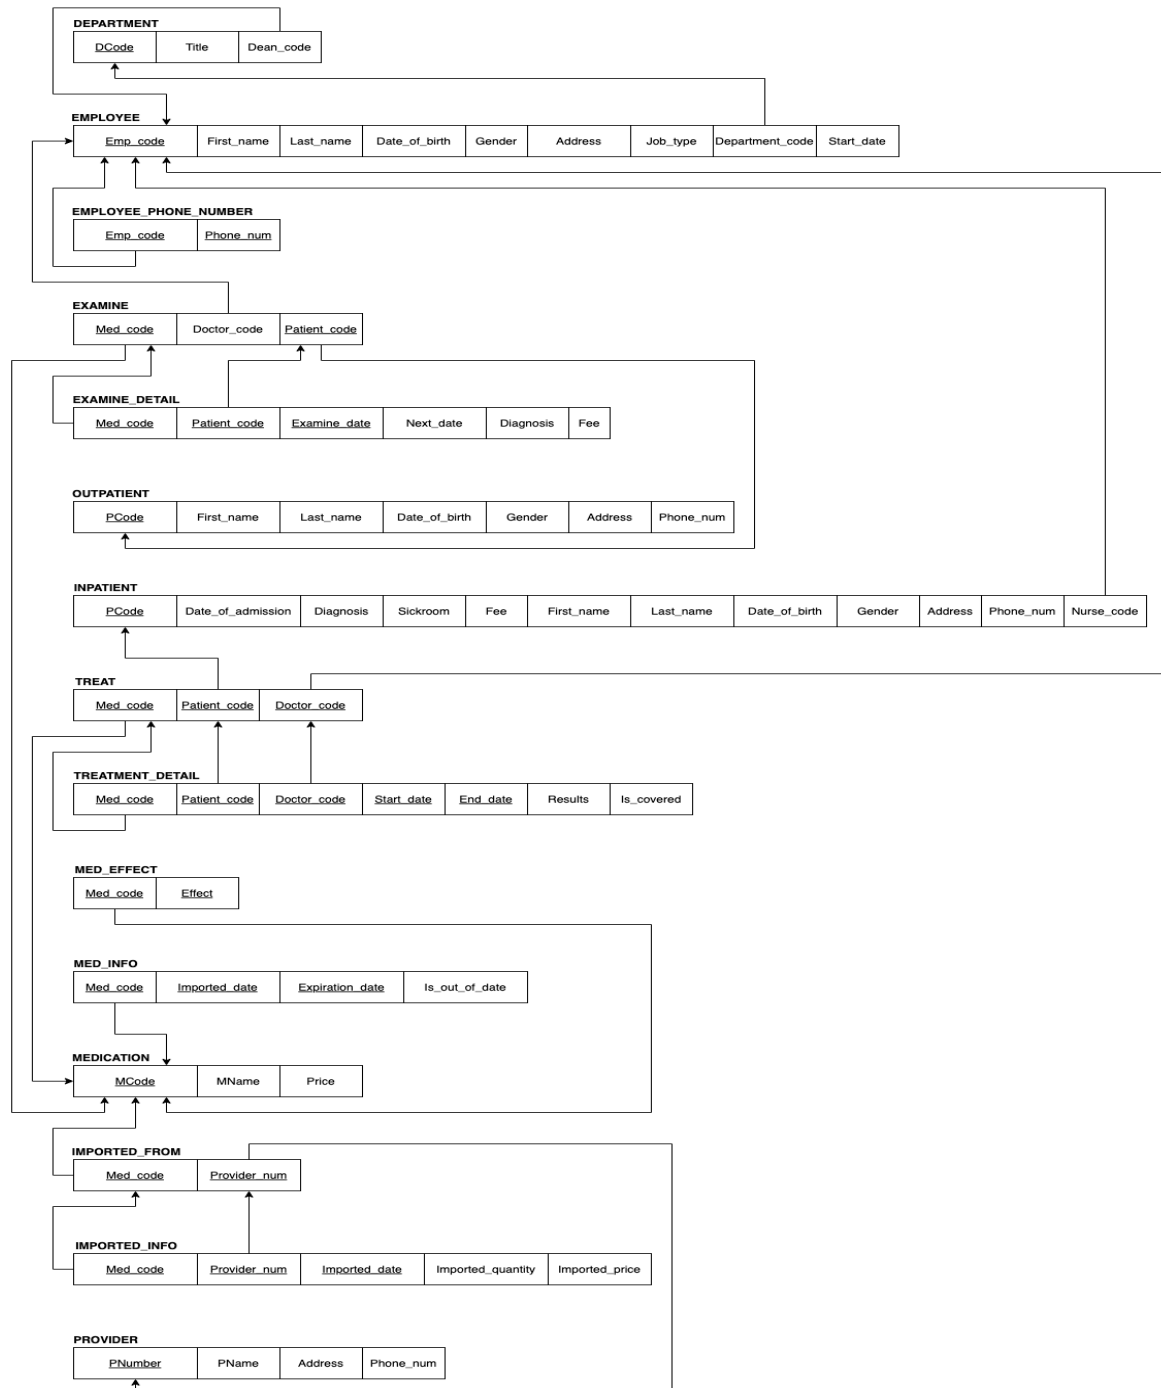 DEPARTMENT
DCode Title Dean_code
EMPLOYEE
Emp_code First_name Last_name Date_of_birth Gender Address Job_type Department_code Start_date
EMPLOYEE_PHONE_NUMBER
Emp_code Phone_num
EXAMINE
Med_code Doctor_code Patient_code
EXAMINE_DETAIL
Med_code Patient_code Examine_date Next_date Diagnosis Fee
OUTPATIENT
PCode First_name Last_name Date_of_birth Gender Address Phone_num
INPATIENT
PCode Date_of_admission Diagnosis Sickroom Fee First_name Last_name Date_of_birth Gender Address Phone_num Nurse_code
TREAT
Med_code Patient_code Doctor_code
TREATMENT_DETAIL
Med_code Patient_code Doctor_code Start_date End_date Results Is_covered
MED_EFFECT
Med_code Effect
MED_INFO
Med_code Imported_date Expiration_date Is_out_of_date
MEDICATION
MCode MName Price
IMPORTED_FROM
Med_code Provider_num
IMPORTED_INFO
Med_code Provider_num Imported_date Imported_quantity Imported_price
PROVIDER
PNumber PName Address Phone_num